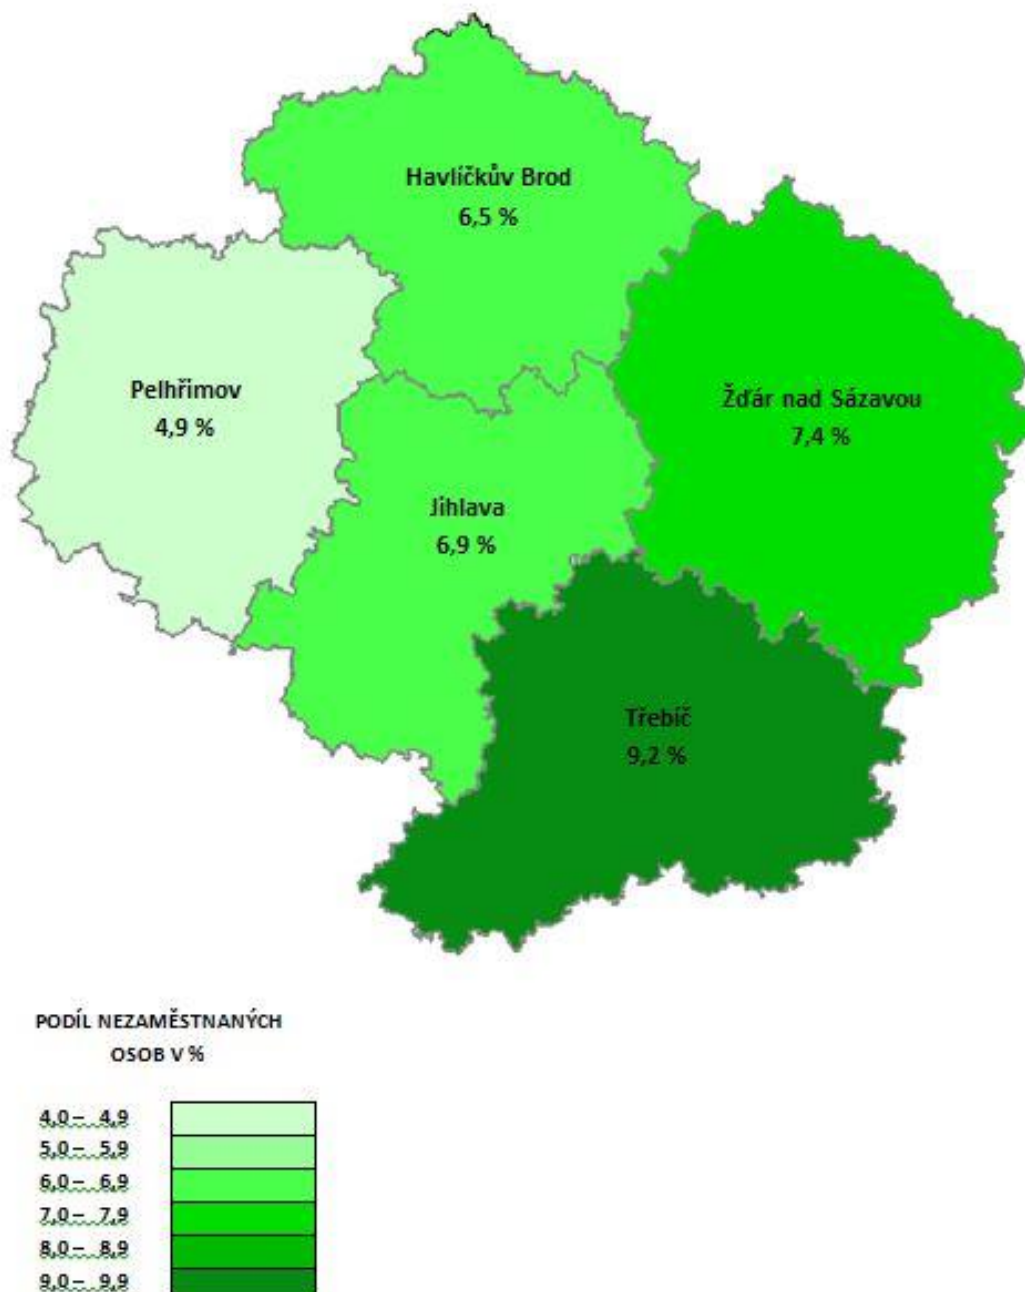 Havlíčkův Brod
6,5 %
Pelhřimov
4,9 %
Žďár nad Sázavou
7,4 %
Jihlava
6,9 %
Třebíč
9,2 %
PODÍL NEZAMĚSTNANÝCH
OSOB V %
4,0 – 4,9
5,0 – 5,9
6,0 – 6,9
7,0 – 7,9
8,0 – 8,9
9,0 – 9,9